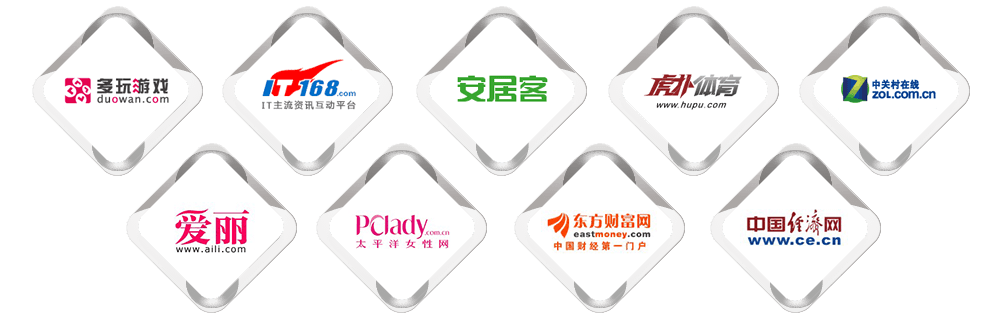 多玩游戏
duowan.com
IT168.com
IT主流资讯互动平台
安居客
虎扑体育
www.hupu.com
中关村在线
ZOL.COM.CN
爱丽
www.aili.com
PClady.com.cn
太平洋女性网
东方财富网
eastmoney.com
中国财经第一门户
中国经济网
www.ce.cn